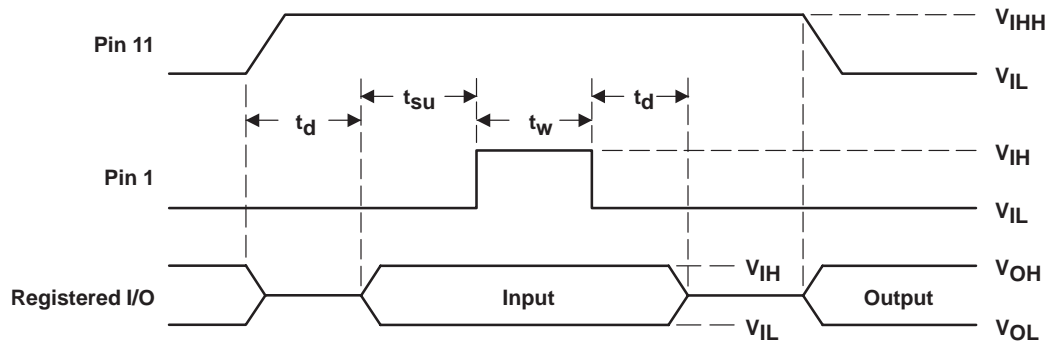 Pin 11
V_IHH
V_IL
t_d
t_su
t_w
t_d
Pin 1
V_IH
V_IL
Registered I/O
Input
V_IH
V_IL
Output
V_OH
V_OL